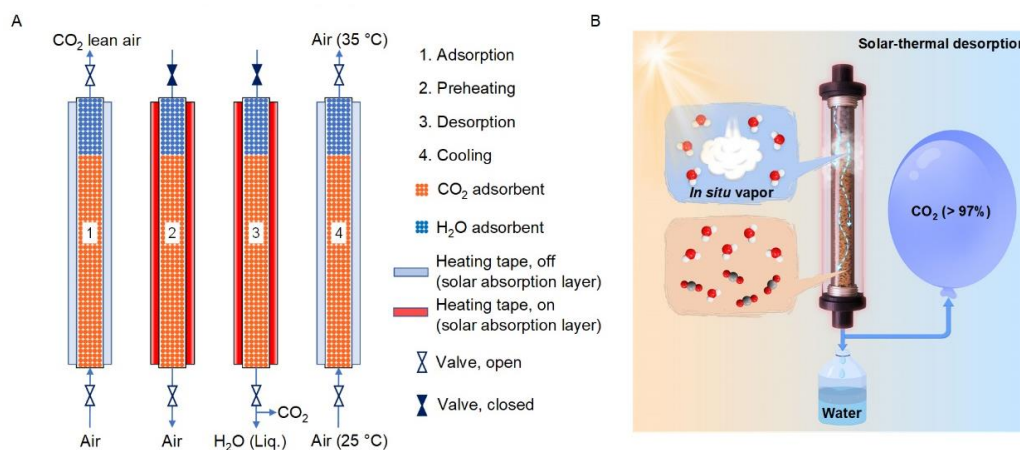 A
CO₂ lean air
Air (35 °C)
1
2
3
4
Air
Air
H₂O (Liq.)
CO₂
Air (25 °C)
1. Adsorption
2. Preheating
3. Desorption
4. Cooling
CO₂ adsorbent
H₂O adsorbent
Heating tape, off
(solar absorption layer)
Heating tape, on
(solar absorption layer)
Valve, open
Valve, closed
B
Solar-thermal desorption
In situ vapor
CO₂ (> 97%)
Water